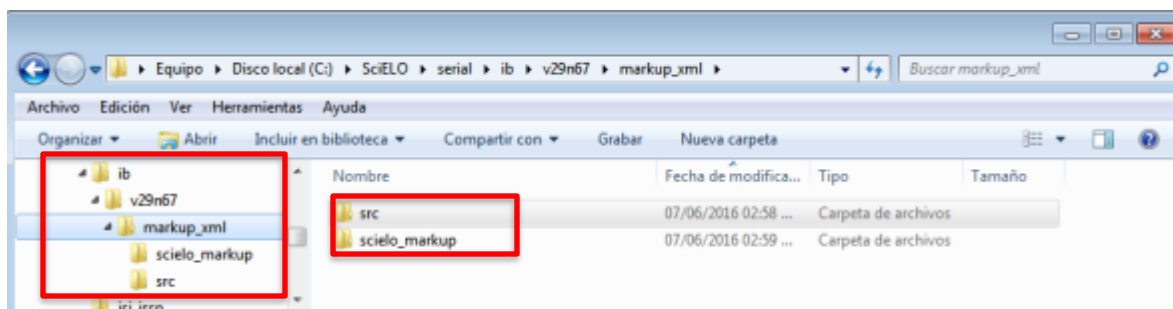 Equipo Disco local (C:) SciELO serial ib v29n67 markup_xml Buscar markup_xml
Archivo Edición Ver Herramientas Ayuda
Organizar Abrir Incluir en biblioteca Compartir con Grabar Nueva carpeta
ib
v29n67
markup_xml
scielo_markup
src
Nombre Fecha de modifica... Tipo Tamaño
src 07/06/2016 02:58 ... Carpeta de archivos
scielo_markup 07/06/2016 02:59 ... Carpeta de archivos